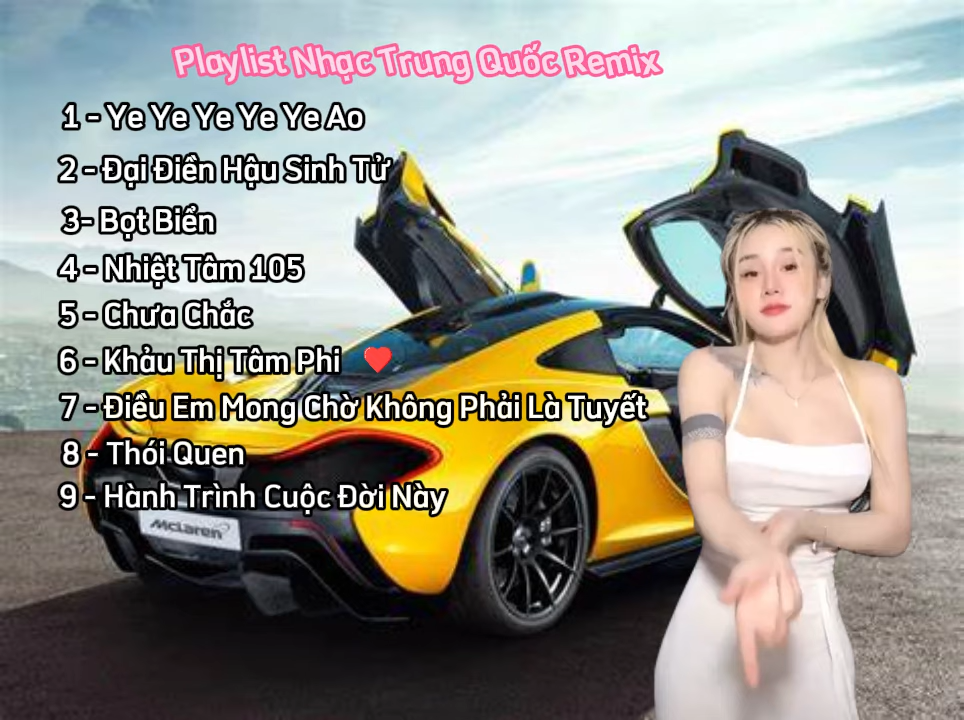 Playlist Nhạc Trung Quốc Remix
1 - Ye Ye Ye Ye Ye Ao
2 - Đại Điền Hậu Sinh Tử
3- Bọt Biển
4 - Nhiệt Tâm 105
5 - Chưa Chắc
6 - Khảu Thị Tâm Phi
7 - Điều Em Mong Chờ Không Phải Là Tuyết
8 - Thói Quen
9 - Hành Trình Cuộc Đời Này
McLaren